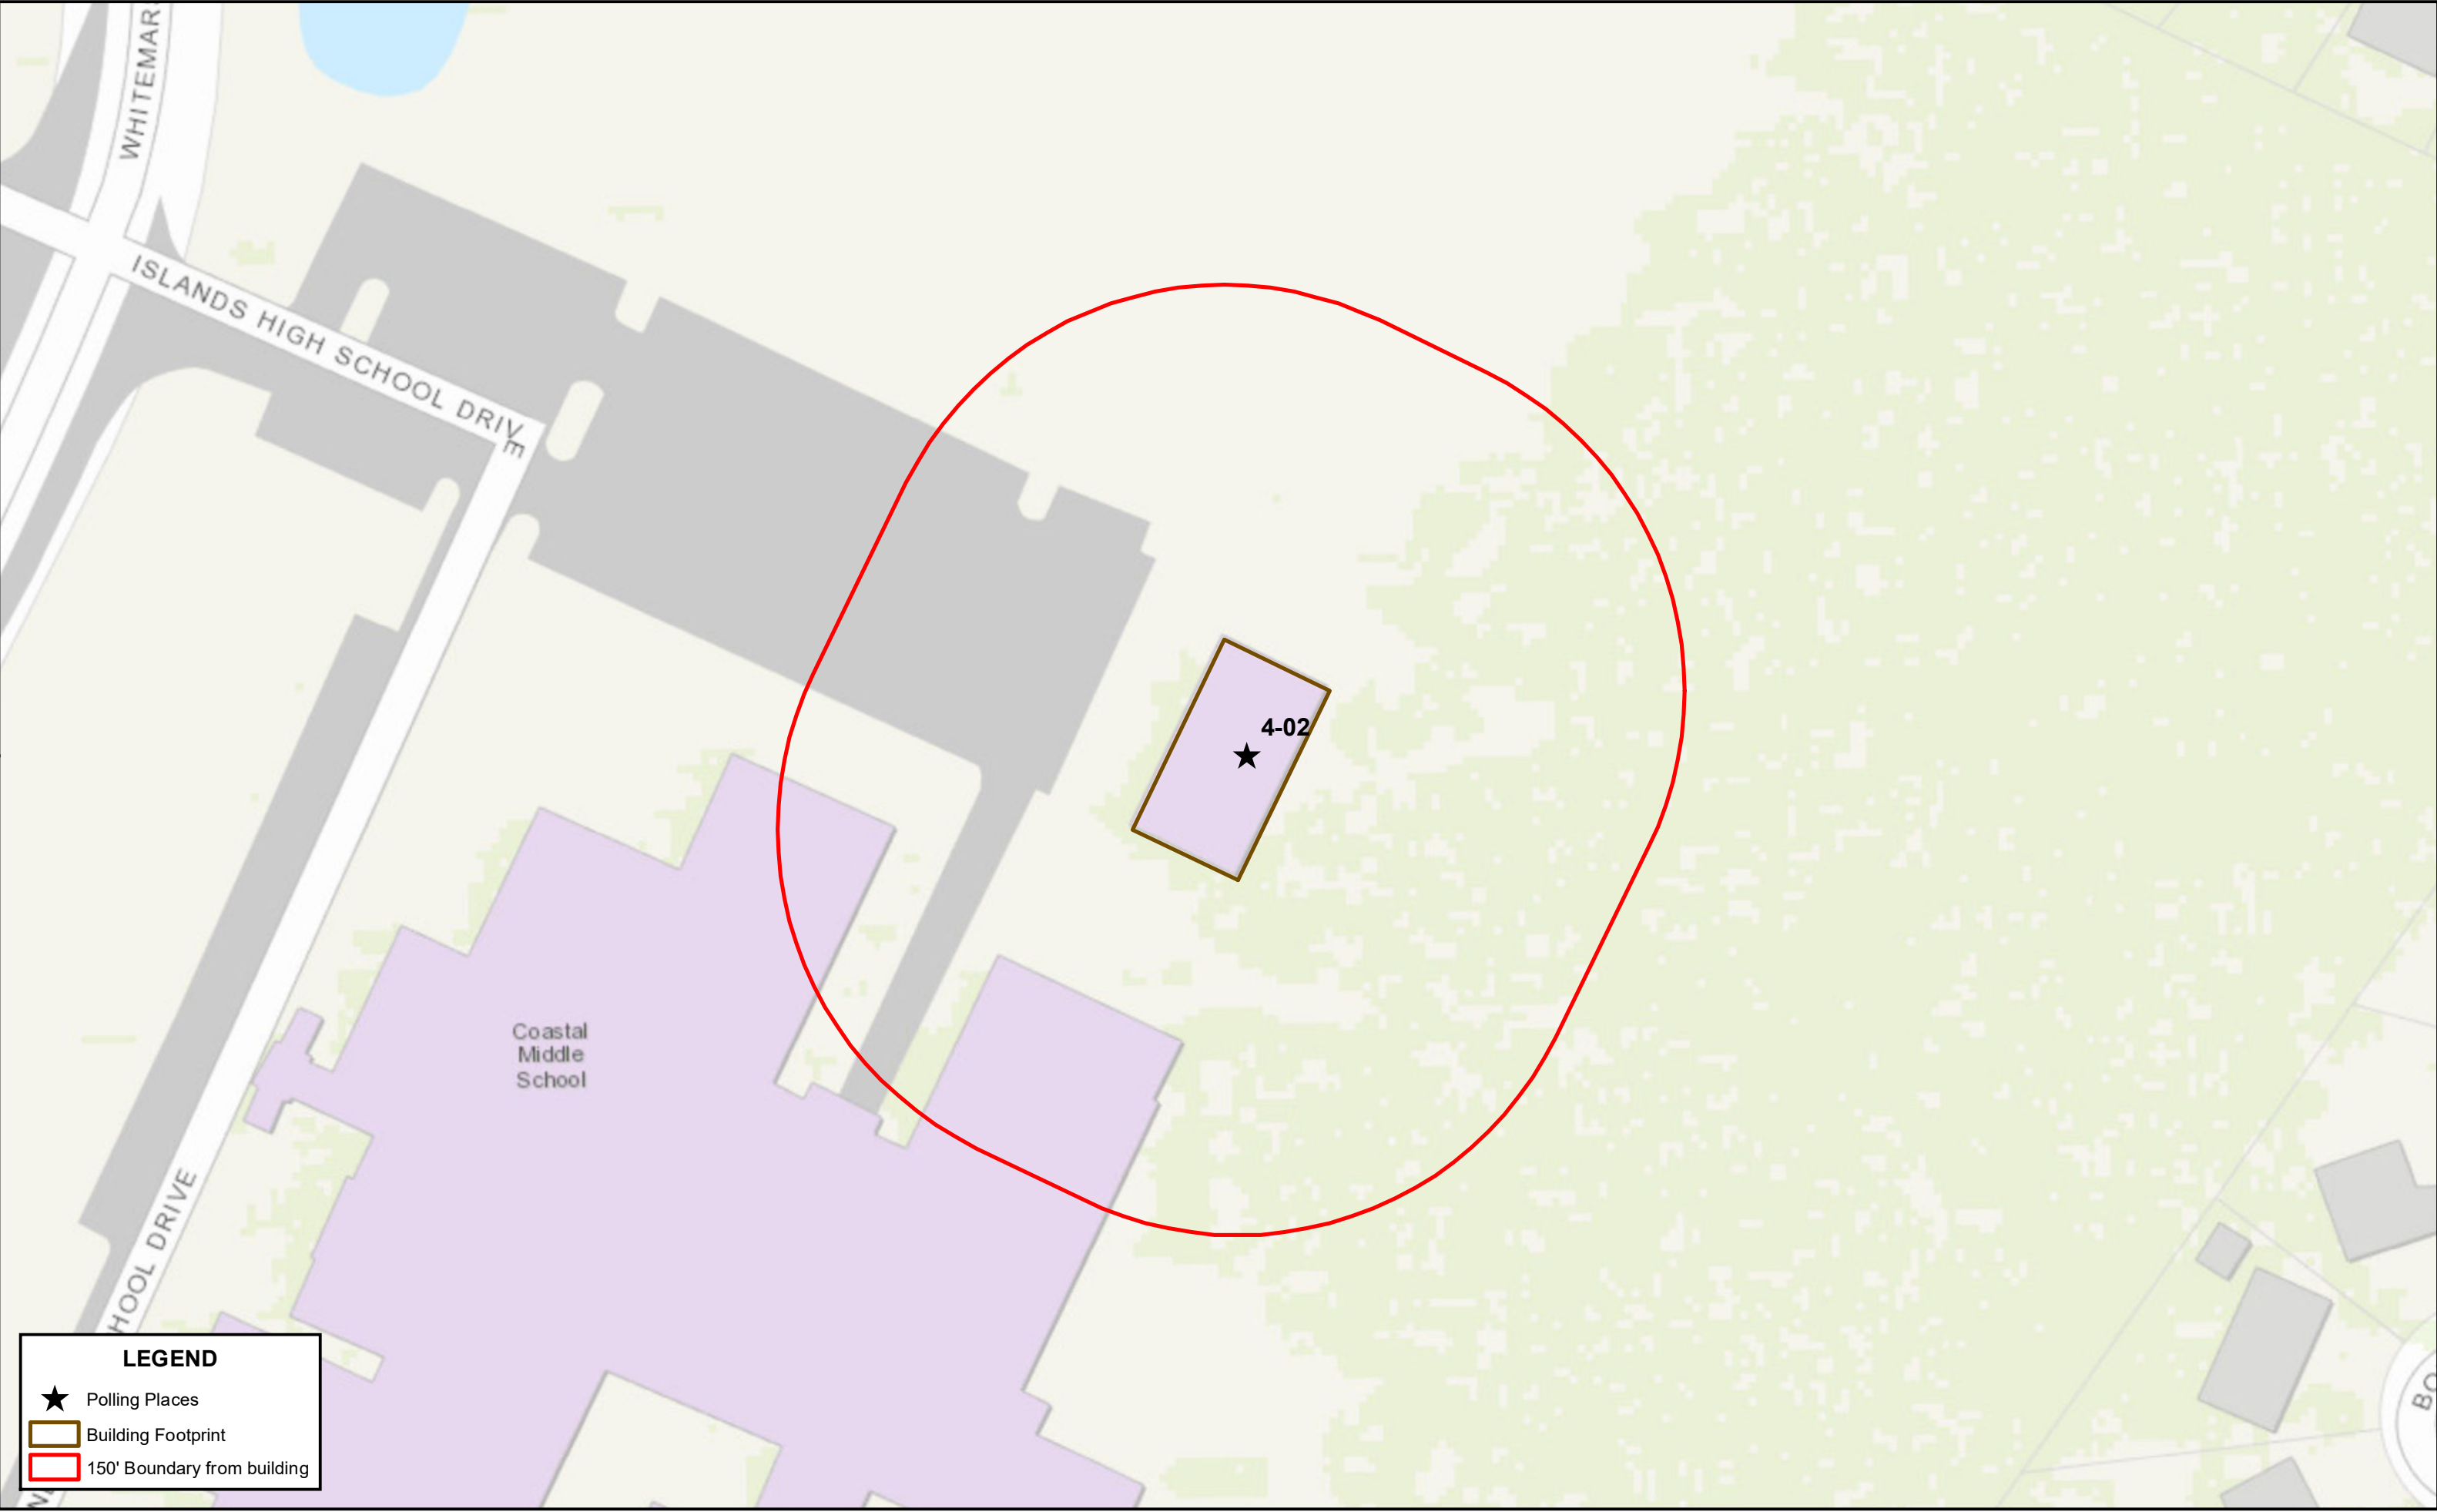 ISLANDS HIGH SCHOOL DRIVE
4-02
Coastal
Middle
School
HOOL DRIVE
LEGEND
Polling Places
Building Footprint
150' Boundary from building